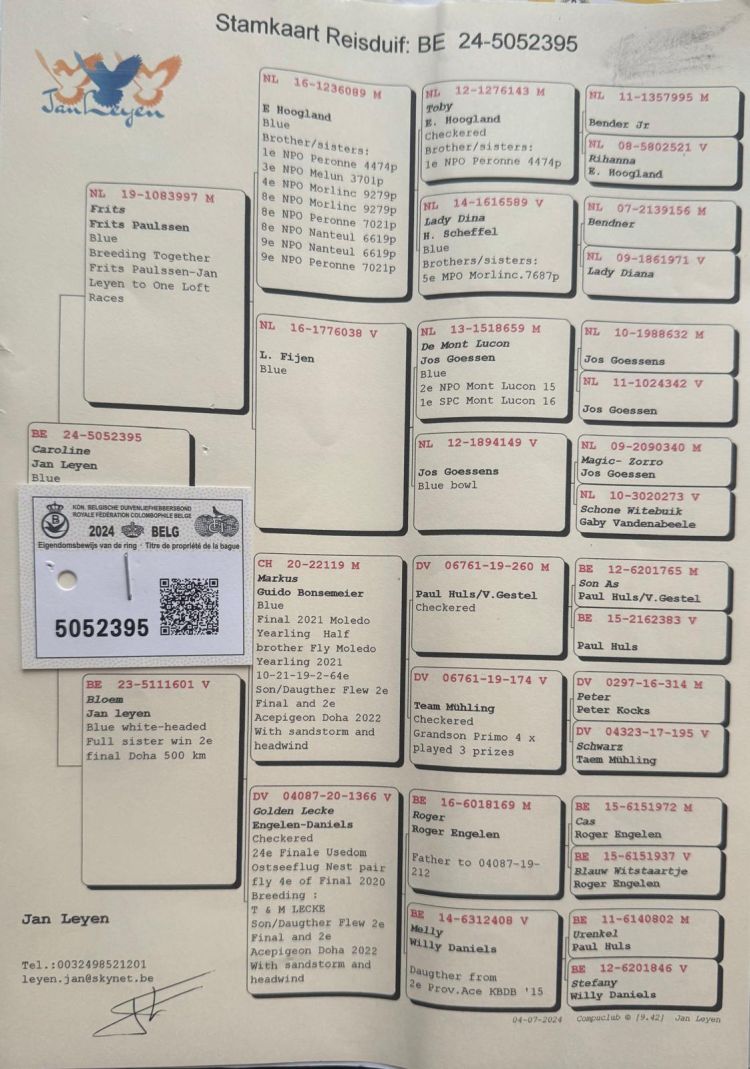 Stamkaart Reisduif: BE 24-5052395
Jan Leyen
BE 24-5052395
Caroline
Jan Leyen
Blue
KON. BELGISCHE DUIVENLIEFHEBBERSBOND
ROYALE FÉDÉRATION COLOMBOPHILE BELGE
2024 BELG
Eigendomsbewijs van de ring - Titre de propriété de la bague
5052395
NL 19-1083997 M
Frits
Frits Paulssen
Blue
Breeding Together
Frits Paulssen-Jan
Leyen to One Loft
Races
BE 23-5111601 V
Bloem
Jan leyen
Blue white-headed
Full sister win 2e
final Doha 500 km
NL 16-1236089 M
E Hoogland
Blue
Brother/sisters:
1e NPO Peronne 4474p
3e NPO Melun 3701p
4e NPO Morlinc 9279p
8e NPO Morlinc 9279p
8e NPO Peronne 7021p
8e NPO Nanteul 6619p
9e NPO Nanteul 6619p
9e NPO Peronne 7021p
NL 16-1776038 V
L. Fijen
Blue
CH 20-22119 M
Markus
Guido Bonsemeier
Blue
Final 2021 Moledo
Yearling Half
brother Fly Moledo
Yearling 2021
10-21-19-2-64e
Son/Daugther Flew 2e
Final and 2e
Acepigeon Doha 2022
With sandstorm and
headwind
DV 04087-20-1366 V
Golden Lecke
Engelen-Daniels
Checkered
24e Finale Usedom
Ostseeflug Nest pair
fly 4e of Final 2020
Breeding :
T & M LECKE
Son/Daugther Flew 2e
Final and 2e
Acepigeon Doha 2022
With sandstorm and
headwind
NL 12-1276143 M
Toby
E. Hoogland
Checkered
Brother/sisters:
1e NPO Peronne 4474p
NL 14-1616589 V
Lady Dina
H. Scheffel
Blue
Brothers/sisters:
5e MPO Morlinc.7687p
NL 13-1518659 M
De Mont Lucon
Jos Goessen
Blue
2e NPO Mont Lucon 15
1e SPC Mont Lucon 16
NL 12-1894149 V
Jos Goessens
Blue bowl
DV 06761-19-260 M
Paul Huls/V.Gestel
Checkered
DV 06761-19-174 V
Team Mühling
Checkered
Grandson Primo 4 x
played 3 prizes
BE 16-6018169 M
Roger
Roger Engelen
Father to 04087-19-
212
BE 14-6312408 V
Melly
Willy Daniels
Daugther from
2e Prov.Ace KBDB '15
NL 11-1357995 M
Bender Jr
NL 08-5802521 V
Rihanna
E. Hoogland
NL 07-2139156 M
Bendner
NL 09-1861971 V
Lady Diana
NL 10-1988632 M
Jos Goessens
NL 11-1024342 V
Jos Goessen
NL 09-2090340 M
Magic- Zorro
Jos Goessen
NL 10-3020273 V
Schone Witebuik
Gaby Vandenabeele
BE 12-6201765 M
Son As
Paul Huls/V.Gestel
BE 15-2162383 V
Paul Huls
DV 0297-16-314 M
Peter
Peter Kocks
DV 04323-17-195 V
Schwarz
Taem Mühling
BE 15-6151972 M
Cas
Roger Engelen
BE 15-6151937 V
Blauw Witstaartje
Roger Engelen
BE 11-6140802 M
Urenkel
Paul Huls
BE 12-6201846 V
Stefany
Willy Daniels
Jan Leyen
Tel.:0032498521201
leyen.jan@skynet.be
04-07-2024 Compuclub © [9.42] Jan Leyen